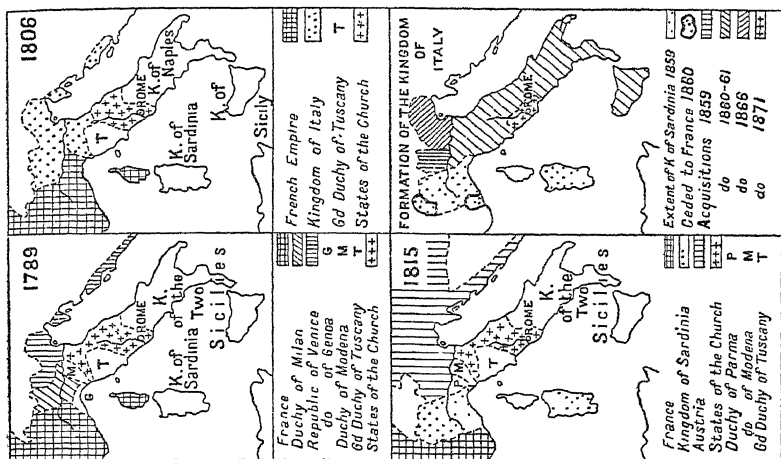 1789
G
M
T
ROME
K. of
Sardinia
K.
of the
Two
Sicilies
France
Duchy of Milan
Republic of Venice
do of Genoa G
Duchy of Modena M
Gd Duchy of Tuscany T
States of the Church
1806
T
ROME
K. of Naples
K. of
Sardinia
K. of
Sicily
French Empire
Kingdom of Italy
Gd Duchy of Tuscany T
States of the Church
1815
P
M
T
ROME
K.
of the
Two
Sicilies
France
Kingdom of Sardinia
Austria
States of the Church
Duchy of Parma P
do of Modena M
Gd Duchy of Tuscany T
FORMATION OF THE KINGDOM
OF
ITALY
ROME
Extent of K of Sardinia 1859
Ceded to France 1860
Acquisitions 1859
do 1860-61
do 1866
do 1871